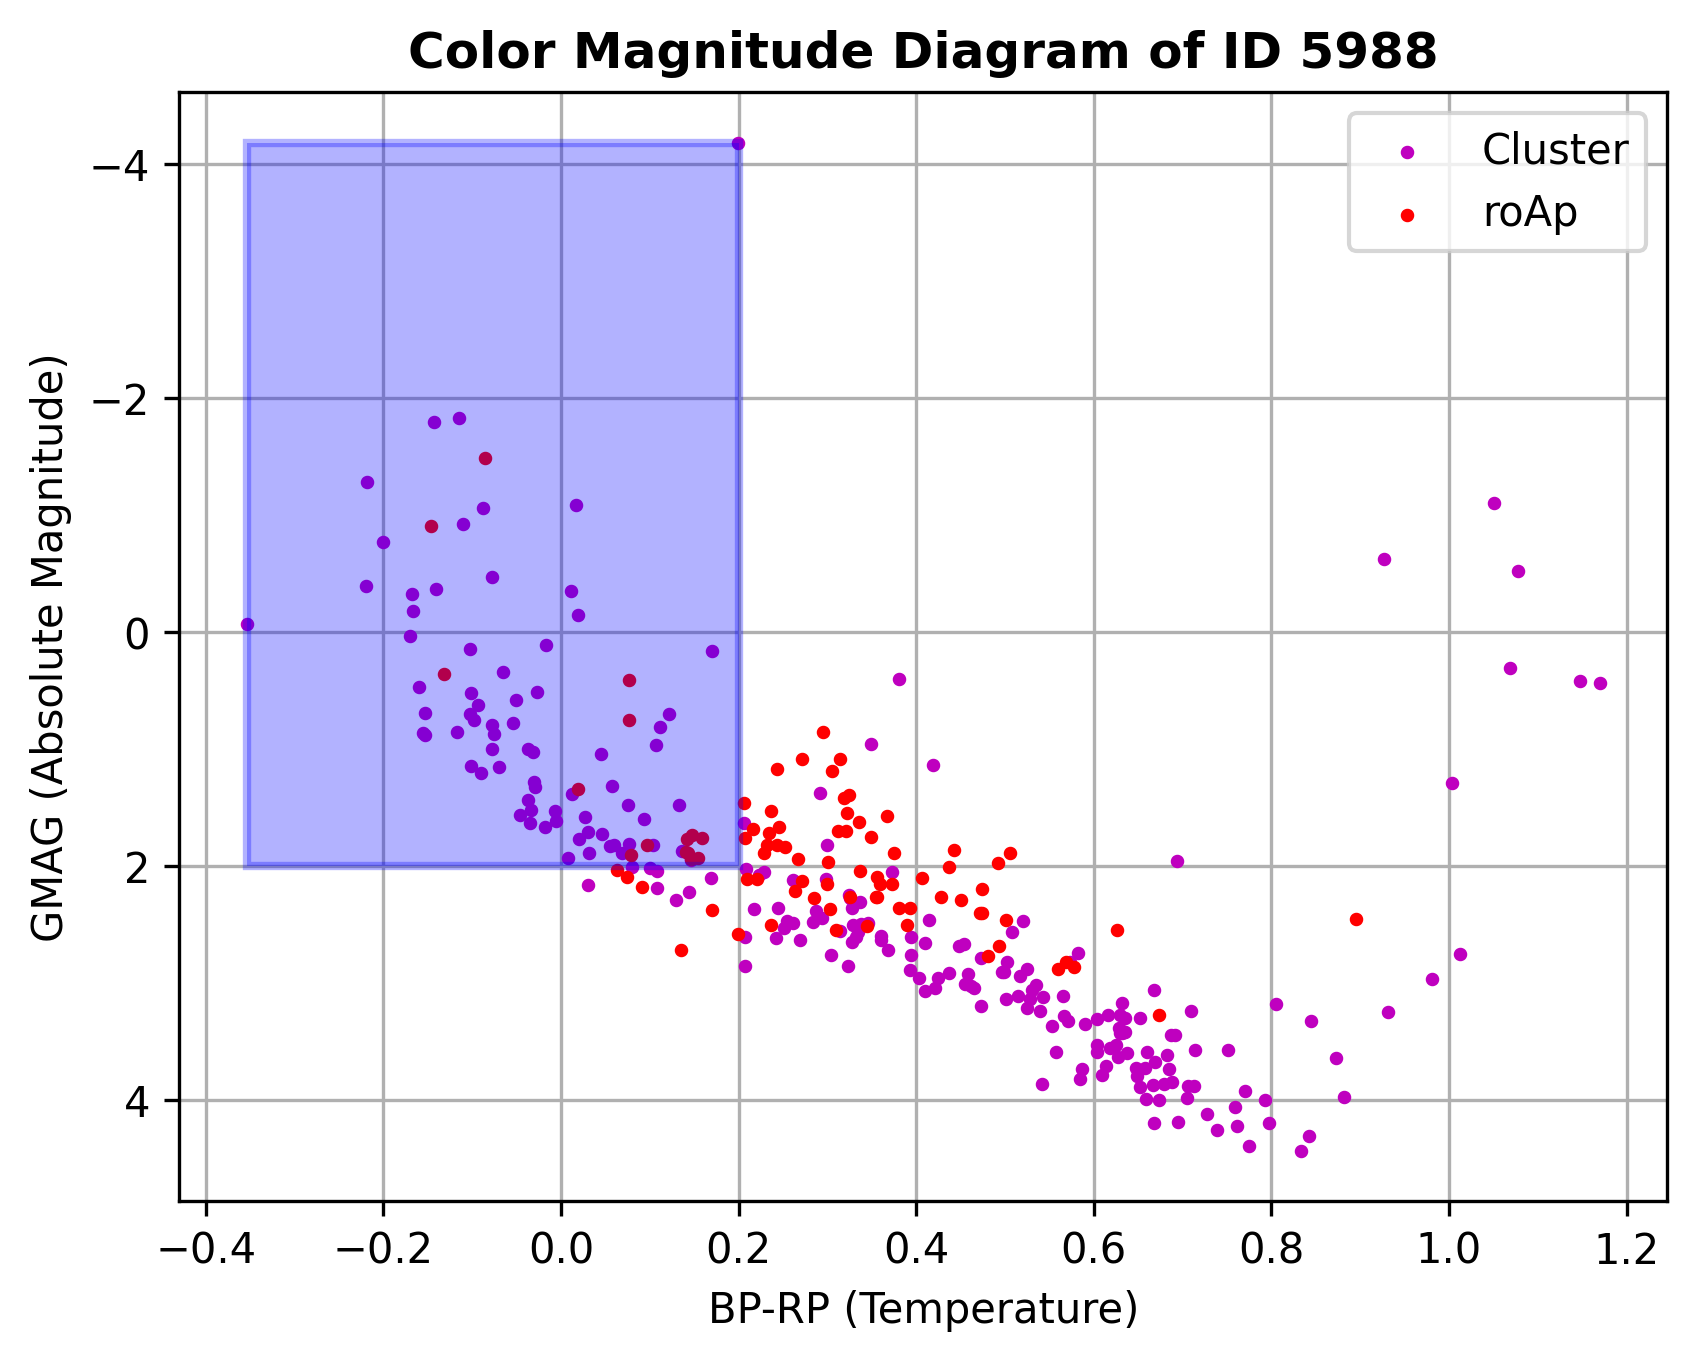 Color Magnitude Diagram of ID 5988
Cluster
roAp
−4
−2
0
2
4
GMAG (Absolute Magnitude)
−0.4 −0.2 0.0 0.2 0.4 0.6 0.8 1.0 1.2
BP-RP (Temperature)